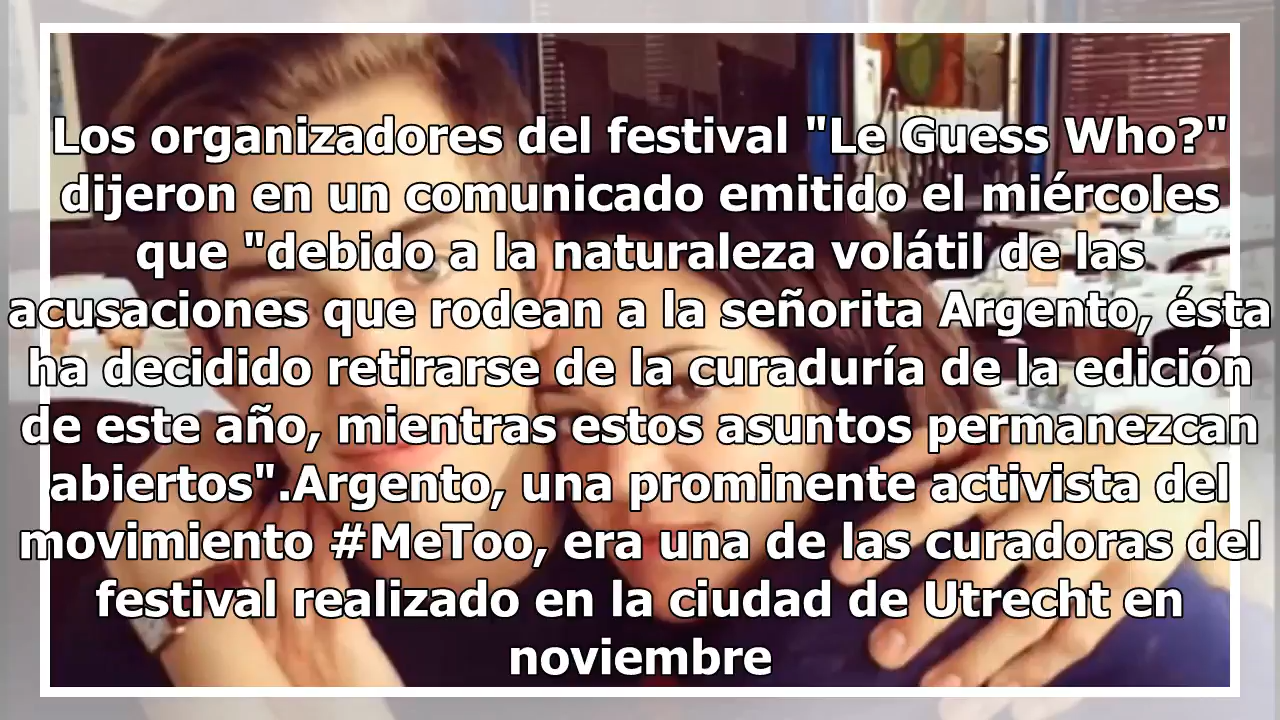 Los organizadores del festival "Le Guess Who?"
dijeron en un comunicado emitido el miércoles
que "debido a la naturaleza volátil de las
acusaciones que rodean a la señorita Argento, ésta
ha decidido retirarse de la curaduría de la edición
de este año, mientras estos asuntos permanezcan
abiertos".Argento, una prominente activista del
movimiento #MeToo, era una de las curadoras del
festival realizado en la ciudad de Utrecht en
noviembre